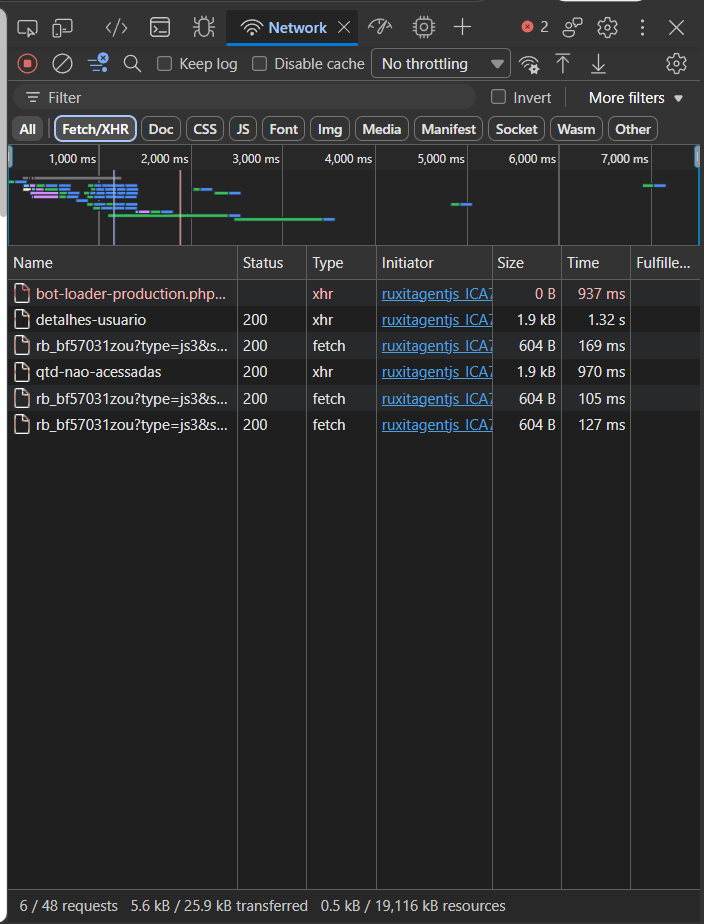 Network 2
Keep log Disable cache No throttling
Filter Invert More filters
All Fetch/XHR Doc CSS JS Font Img Media Manifest Socket Wasm Other
1,000 ms 2,000 ms 3,000 ms 4,000 ms 5,000 ms 6,000 ms 7,000 ms
Name Status Type Initiator Size Time Fulfille...
bot-loader-production.php... xhr ruxitagentjs_ICA7 0 B 937 ms
detalhes-usuario 200 xhr ruxitagentjs_ICA7 1.9 kB 1.32 s
rb_bf57031zou?type=js3&s... 200 fetch ruxitagentjs_ICA7 604 B 169 ms
qtd-nao-acessadas 200 xhr ruxitagentjs_ICA7 1.9 kB 970 ms
rb_bf57031zou?type=js3&s... 200 fetch ruxitagentjs_ICA7 604 B 105 ms
rb_bf57031zou?type=js3&s... 200 fetch ruxitagentjs_ICA7 604 B 127 ms
6 / 48 requests 5.6 kB / 25.9 kB transferred 0.5 kB / 19,116 kB resources